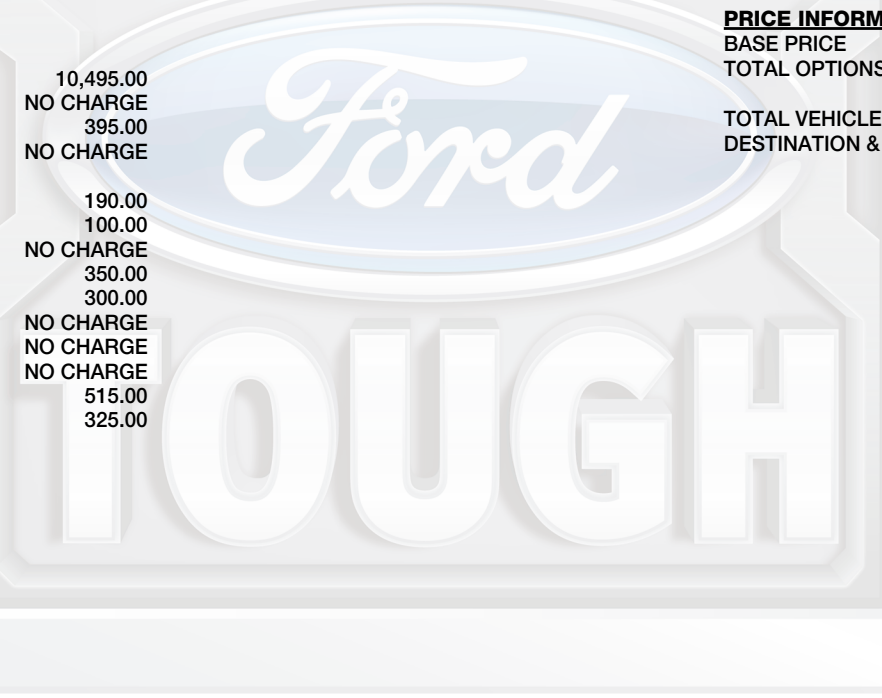 10,495.00
NO CHARGE
395.00
NO CHARGE
190.00
100.00
NO CHARGE
350.00
300.00
NO CHARGE
NO CHARGE
NO CHARGE
515.00
325.00
PRICE INFORM
BASE PRICE
TOTAL OPTIONS
TOTAL VEHICLE
DESTINATION &
Ford
TOUGH